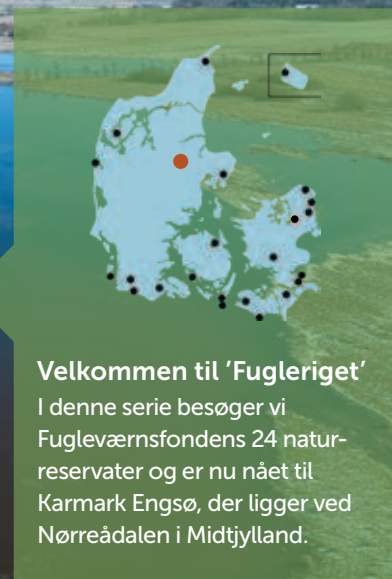 Velkommen til ’Fugleriget’
I denne serie besøger vi
Fugleværnsfondens 24 natur-
reservater og er nu nået til
Karmark Engsø, der ligger ved
Nørreådalen i Midtjylland.